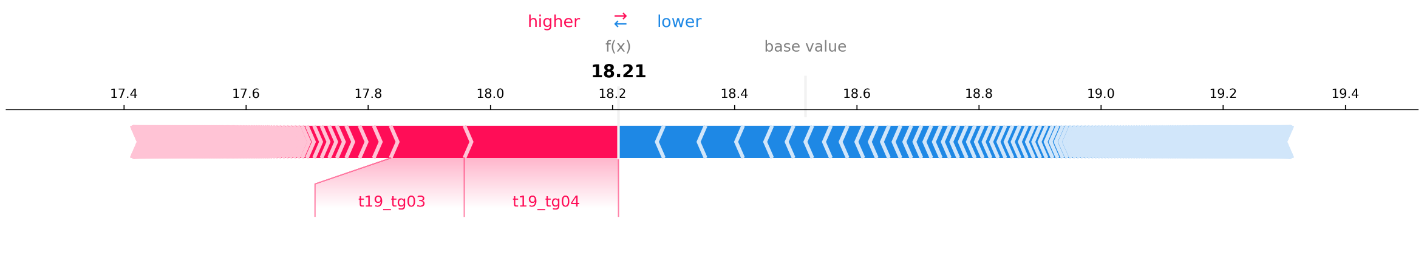 higher ⇄ lower
f(x) base value
18.21
17.4 17.6 17.8 18.0 18.2 18.4 18.6 18.8 19.0 19.2 19.4
t19_tg03 t19_tg04